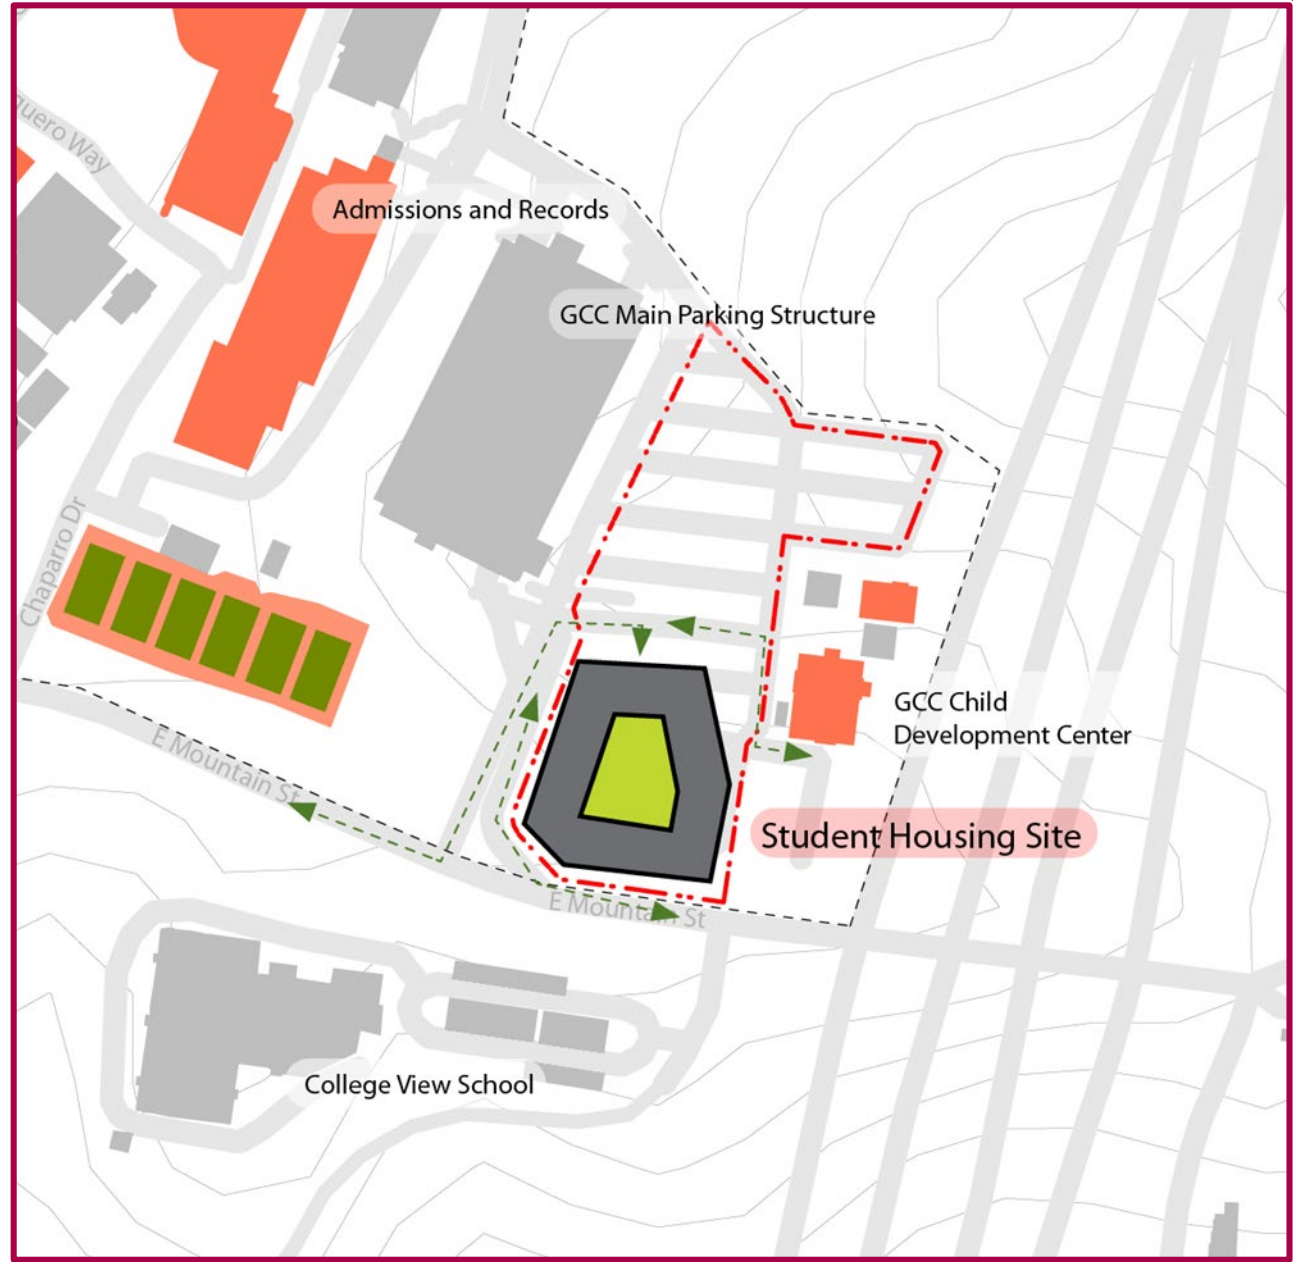 Way
Admissions and Records
GCC Main Parking Structure
Chaparro Dr
GCC Child
Development Center
E Mountain St
Student Housing Site
E Mountain St
College View School